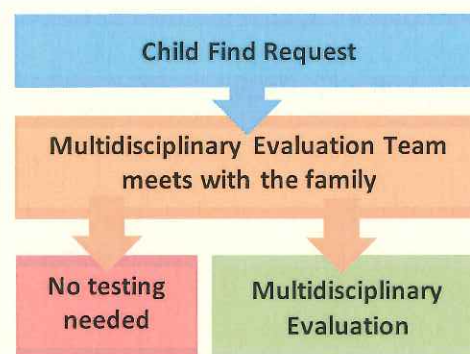 Child Find Request
Multidisciplinary Evaluation Team
meets with the family
No testing
needed
Multidisciplinary
Evaluation